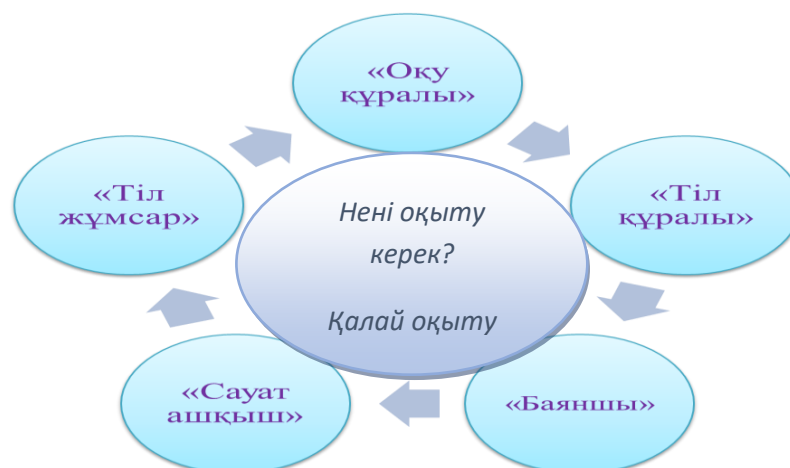 «Оқу
құралы»
«Тіл
жұмсар»
«Тіл
құралы»
Нені оқыту
керек?
Қалай оқыту
«Сауат
ашқыш»
«Баяншы»